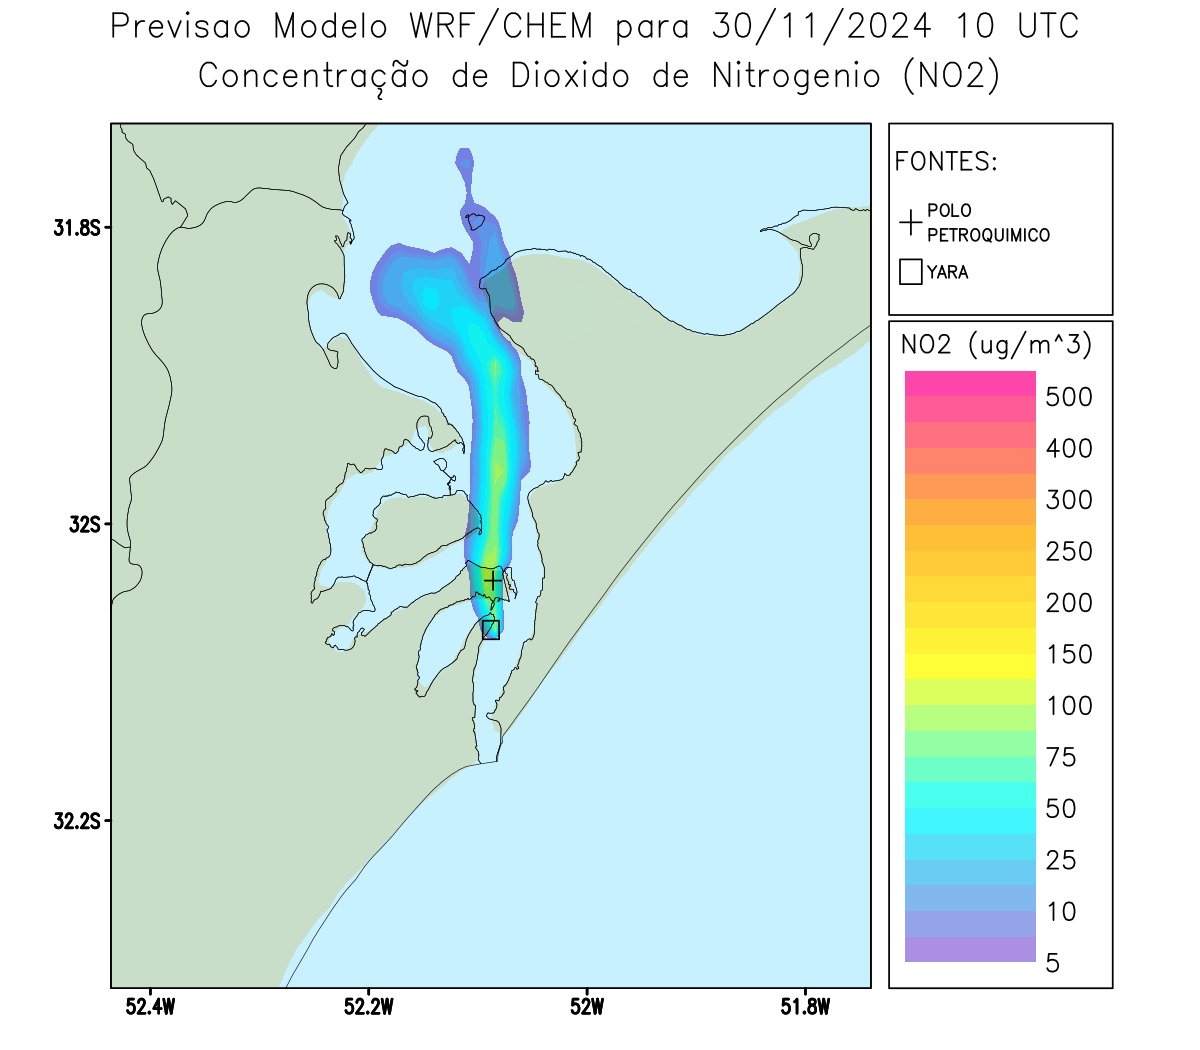 Previsao Modelo WRF/CHEM para 30/11/2024 10 UTC
Concentração de Dioxido de Nitrogenio (NO2)
FONTES:
POLO
PETROQUIMICO
YARA
NO2 (ug/m^3)
500
400
300
250
200
150
100
75
50
25
10
5
31.8S
32S
32.2S
52.4W
52.2W
52W
51.8W